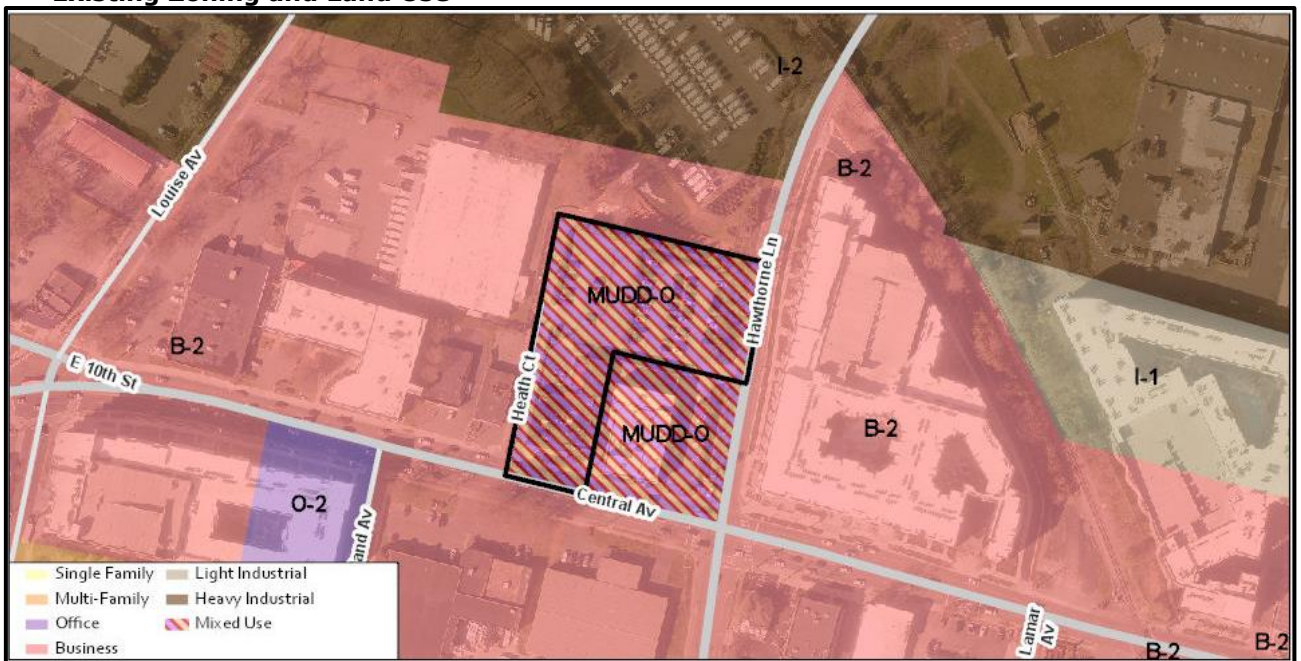 Existing Zoning and Land Use
I-2
Louise Av
B-2
Hawthorne Ln
MUDD-O
B-2
E 10th St
Heath Ct
I-1
MUDD-O
B-2
Central Av
O-2
and Av
Single Family
Light Industrial
Multi-Family
Heavy Industrial
Office
Mixed Use
Business
Lamar
Av
B-2
B-2